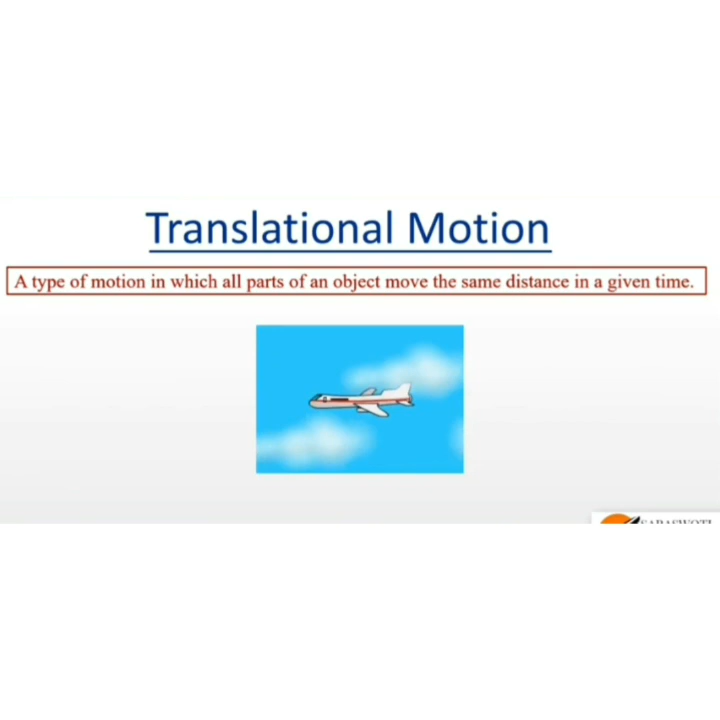 Translational Motion
A type of motion in which all parts of an object move the same distance in a given time.